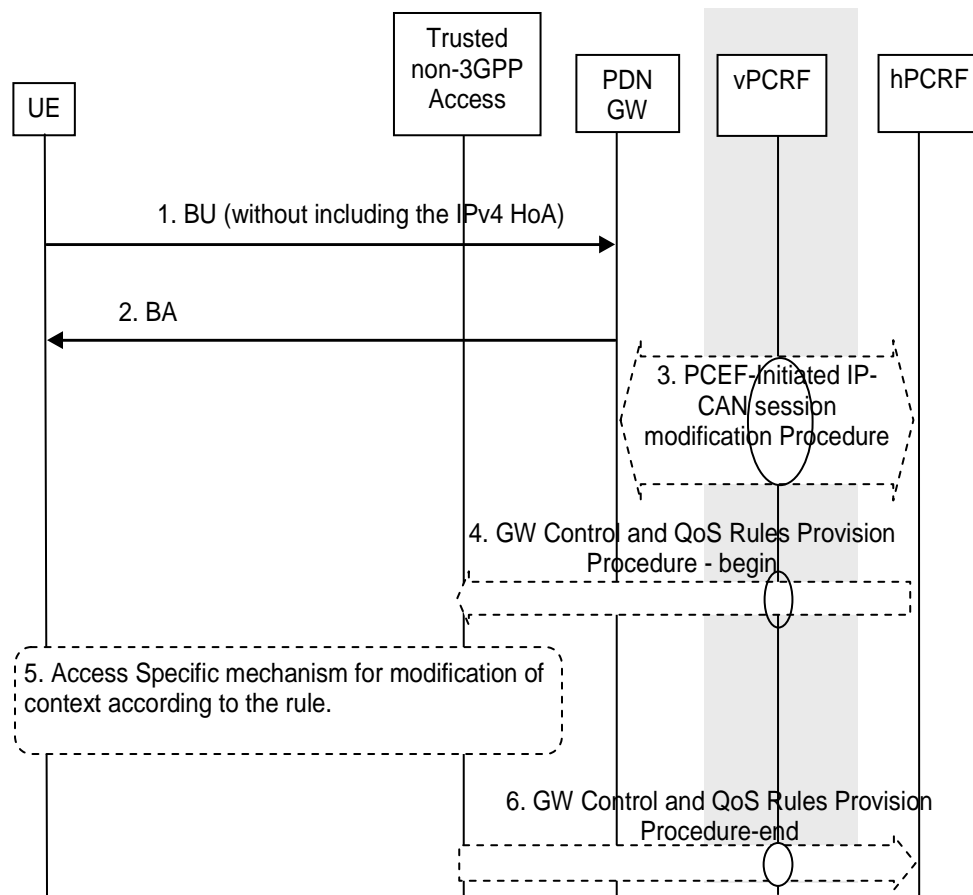 UE
Trusted
non-3GPP
Access
PDN
GW
vPCRF
hPCRF
1. BU (without including the IPv4 HoA)
2. BA
3. PCEF-Initiated IP-
CAN session
modification Procedure
4. GW Control and QoS Rules Provision
Procedure - begin
5. Access Specific mechanism for modification of
context according to the rule.
6. GW Control and QoS Rules Provision
Procedure-end